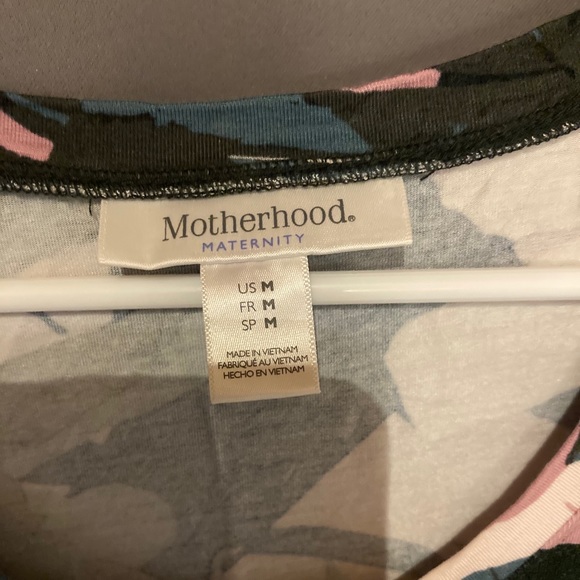 Motherhood®
MATERNITY
US M
FR M
SP M
MADE IN VIETNAM
FABRIQUÉ AU VIETNAM
HECHO EN VIETNAM